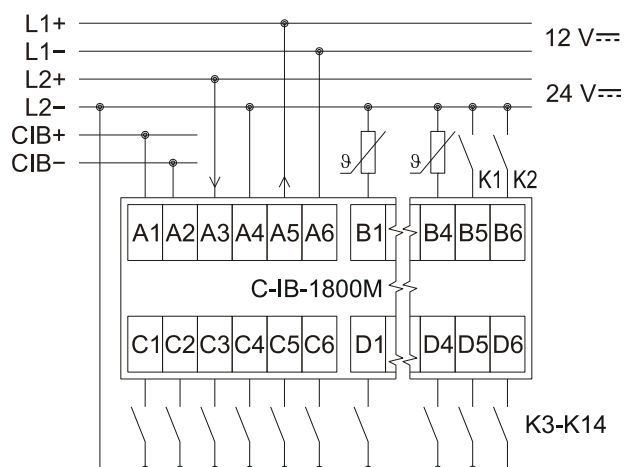 L1+
12 V
L1−
L2+
L2−
24 V
CIB+
CIB−
ϑ
ϑ
K1
K2
A1 A2 A3 A4 A5 A6 B1 B4 B5 B6
C-IB-1800M
C1 C2 C3 C4 C5 C6 D1 D4 D5 D6
K3-K14